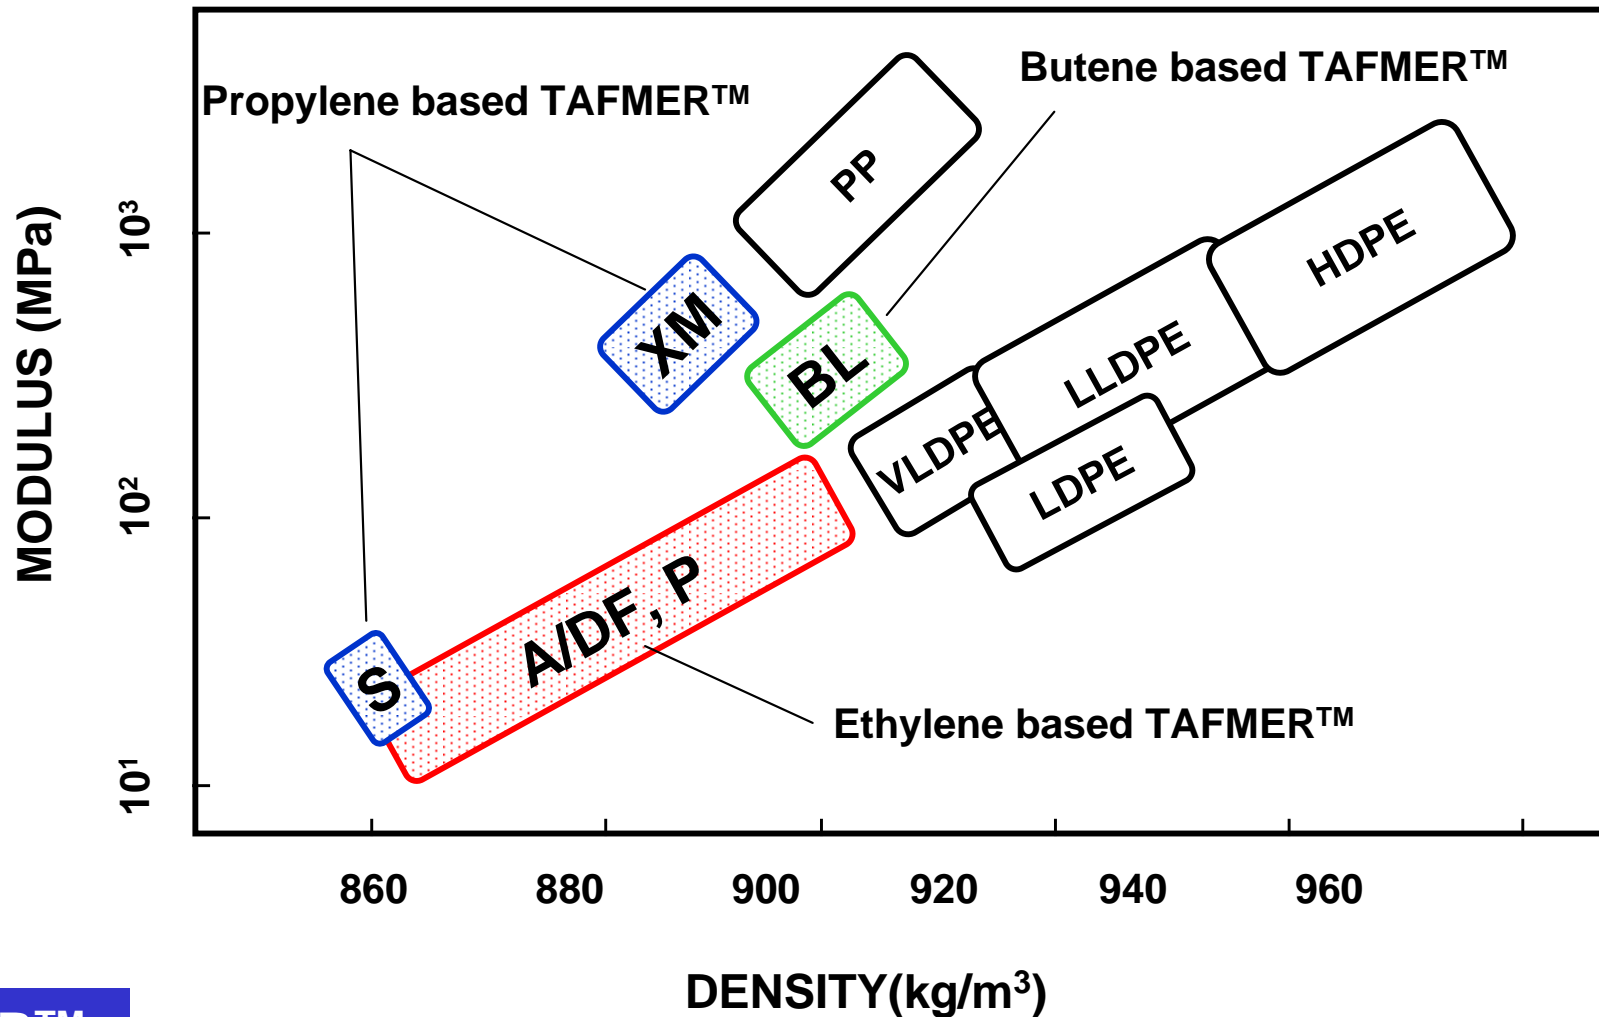 Propylene based TAFMER™
Butene based TAFMER™
PP
HDPE
XM
BL
LLDPE
VLDPE
LDPE
A/DF, P
S
Ethylene based TAFMER™
MODULUS (MPa)
10³
10²
10¹
860 880 900 920 940 960
DENSITY(kg/m³)